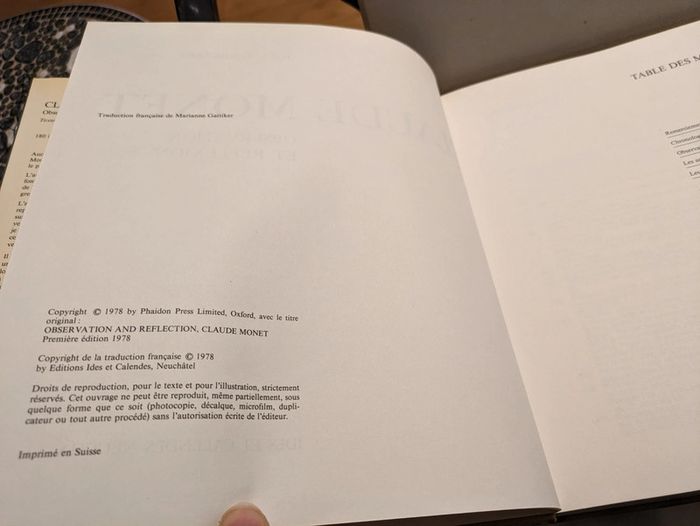 Traduction française de Marianne Gattiker
Copyright © 1978 by Phaidon Press Limited, Oxford, avec le titre
original :
OBSERVATION AND REFLECTION, CLAUDE MONET
Première édition 1978
Copyright de la traduction française © 1978
by Editions Ides et Calendes, Neuchâtel
Droits de reproduction, pour le texte et pour l'illustration, strictement
réservés. Cet ouvrage ne peut être reproduit, même partiellement, sous
quelque forme que ce soit (photocopie, décalque, microfilm, dupli-
cateur ou tout autre procédé) sans l'autorisation écrite de l'éditeur.
Imprimé en Suisse
TABLE DES